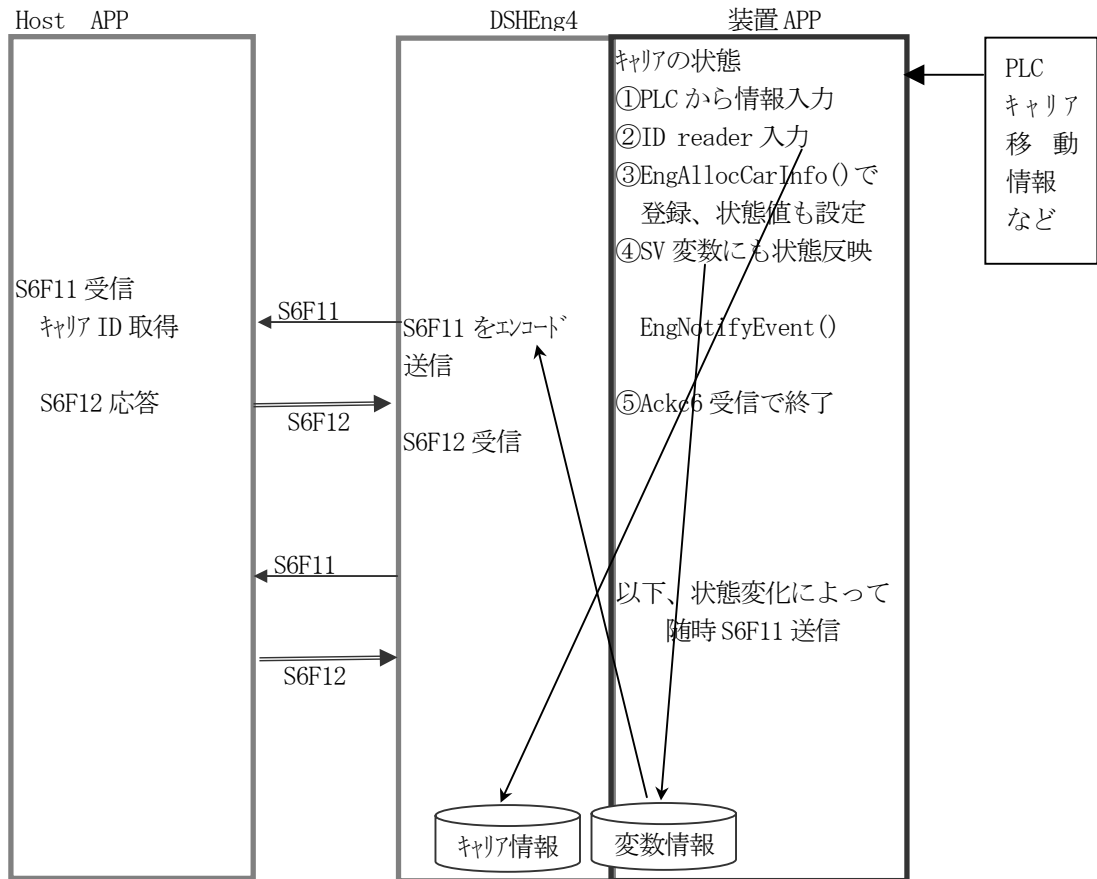 Host APP
DSHEng4
装置 APP
ｷｬﾘｱの状態
①PLC から情報入力
②ID reader 入力
③EngAllocCarInfo()で
登録、状態値も設定
④SV 変数にも状態反映
PLC
キャリア
移 動
情報
など
S6F11 受信
ｷｬﾘｱ ID 取得
S6F11
S6F11 をｴﾝｺｰﾄﾞ
送信
EngNotifyEvent()
S6F12 応答
S6F12
⑤Ackc6 受信で終了
S6F12 受信
S6F11
以下、状態変化によって
随時 S6F11 送信
S6F12
ｷｬﾘｱ情報
変数情報